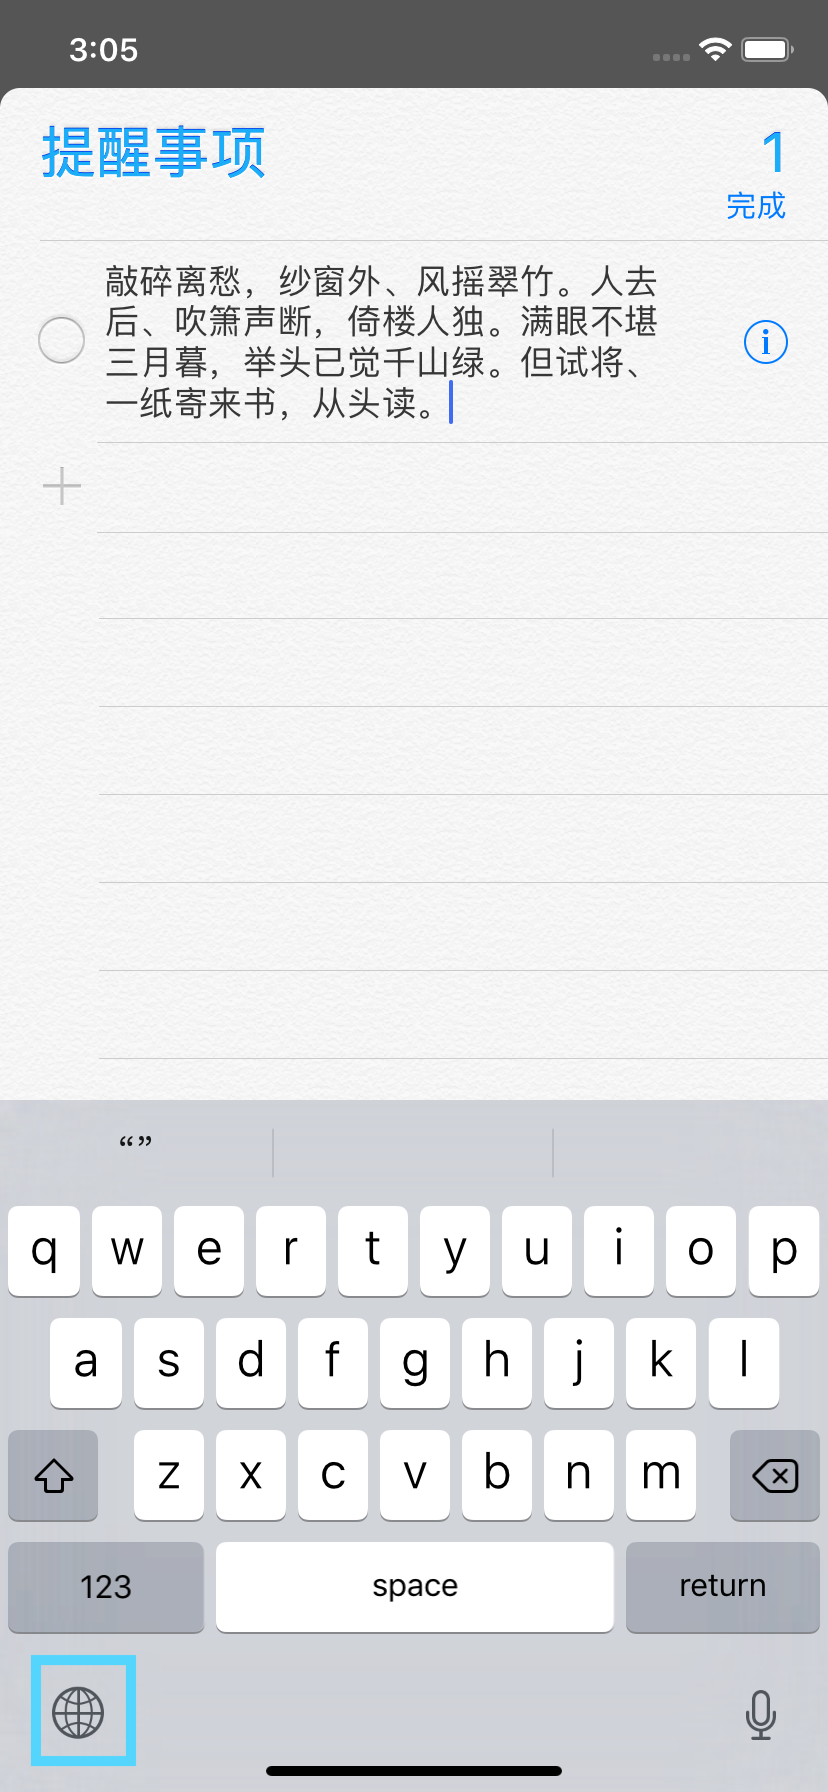 3:05
提醒事项
1
完成
敲碎离愁，纱窗外、风摇翠竹。人去
后、吹箫声断，倚楼人独。满眼不堪
三月暮，举头已觉千山绿。但试将、
一纸寄来书，从头读。
“”
q w e r t y u i o p
a s d f g h j k l
z x c v b n m
123 space return